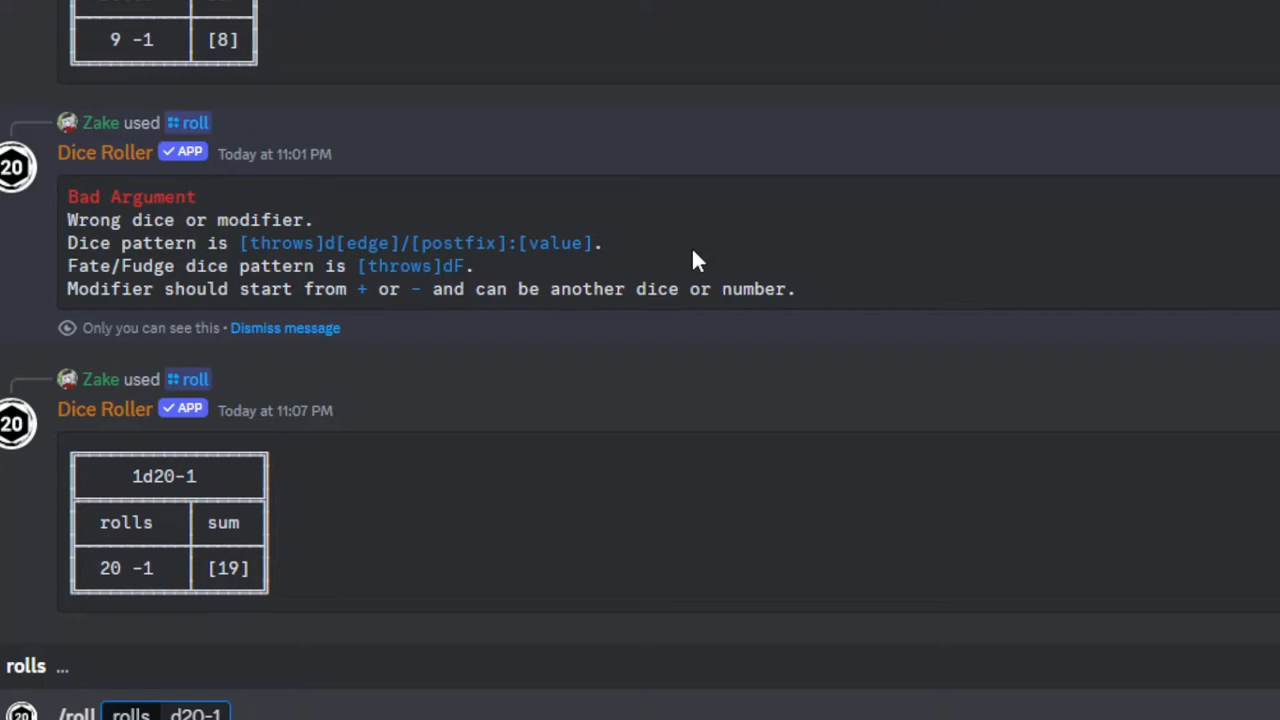 9 -1 [8]
Zake used roll
20
Dice Roller ✓ APP Today at 11:01 PM
Bad Argument
Wrong dice or modifier.
Dice pattern is [throws]d[edge]/[postfix]:[value].
Fate/Fudge dice pattern is [throws]dF.
Modifier should start from + or - and can be another dice or number.
Only you can see this • Dismiss message
Zake used roll
20
Dice Roller ✓ APP Today at 11:07 PM
1d20-1
rolls sum
20 -1 [19]
rolls ...
20
/roll rolls d20-1